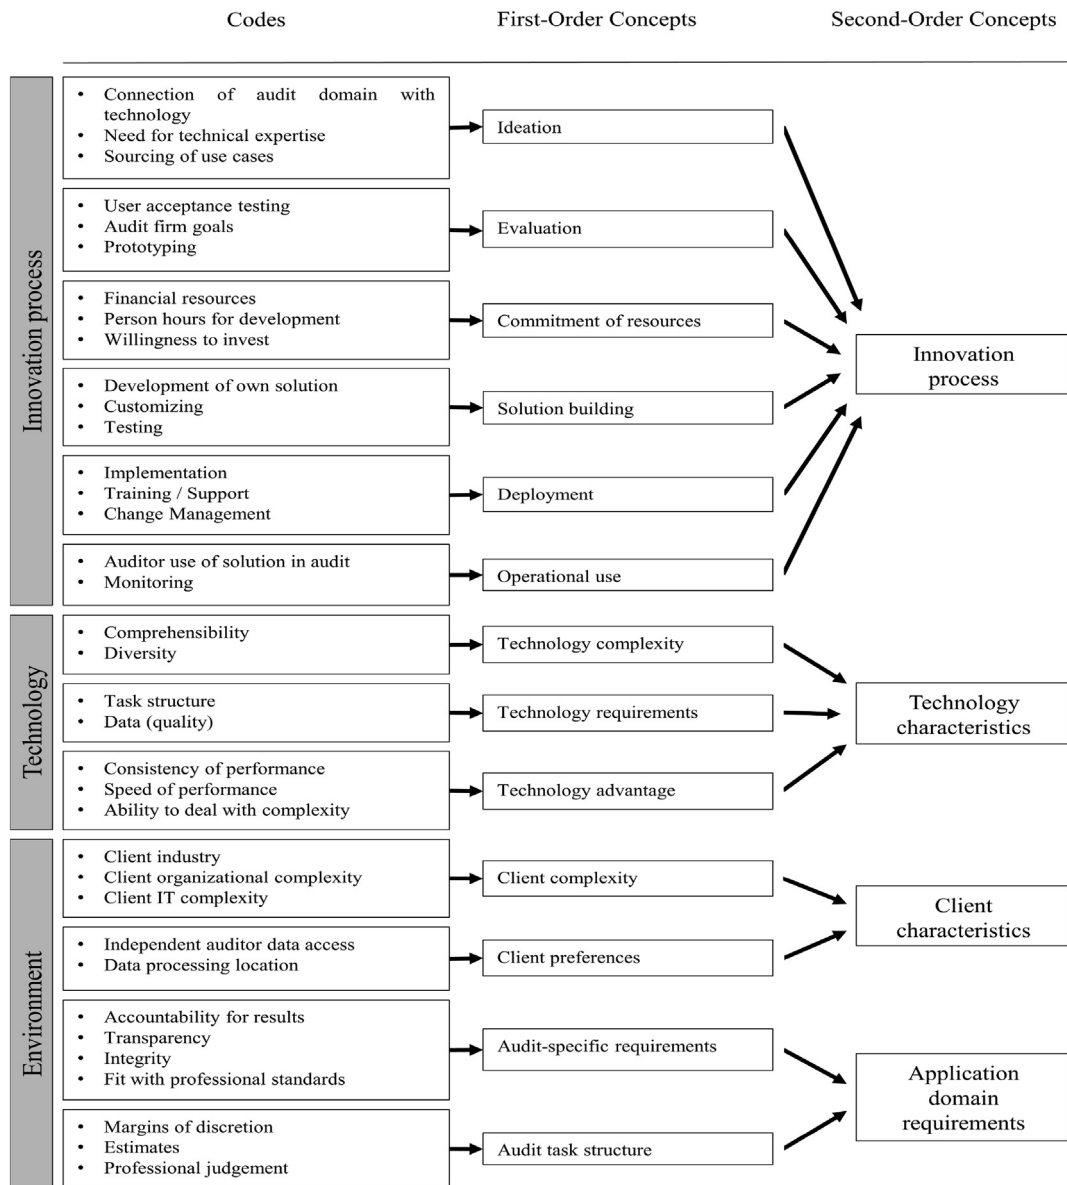 Codes First-Order Concepts Second-Order Concepts
Innovation process
• Connection of audit domain with
technology
• Need for technical expertise
• Sourcing of use cases
Ideation
• User acceptance testing
• Audit firm goals
• Prototyping
Evaluation
• Financial resources
• Person hours for development
• Willingness to invest
Commitment of resources
• Development of own solution
• Customizing
• Testing
Solution building
• Implementation
• Training / Support
• Change Management
Deployment
• Auditor use of solution in audit
• Monitoring
Operational use
Innovation
process
Technology
• Comprehensibility
• Diversity
Technology complexity
• Task structure
• Data (quality)
Technology requirements
• Consistency of performance
• Speed of performance
• Ability to deal with complexity
Technology advantage
Technology
characteristics
Environment
• Client industry
• Client organizational complexity
• Client IT complexity
Client complexity
• Independent auditor data access
• Data processing location
Client preferences
Client
characteristics
• Accountability for results
• Transparency
• Integrity
• Fit with professional standards
Audit-specific requirements
• Margins of discretion
• Estimates
• Professional judgement
Audit task structure
Application
domain
requirements